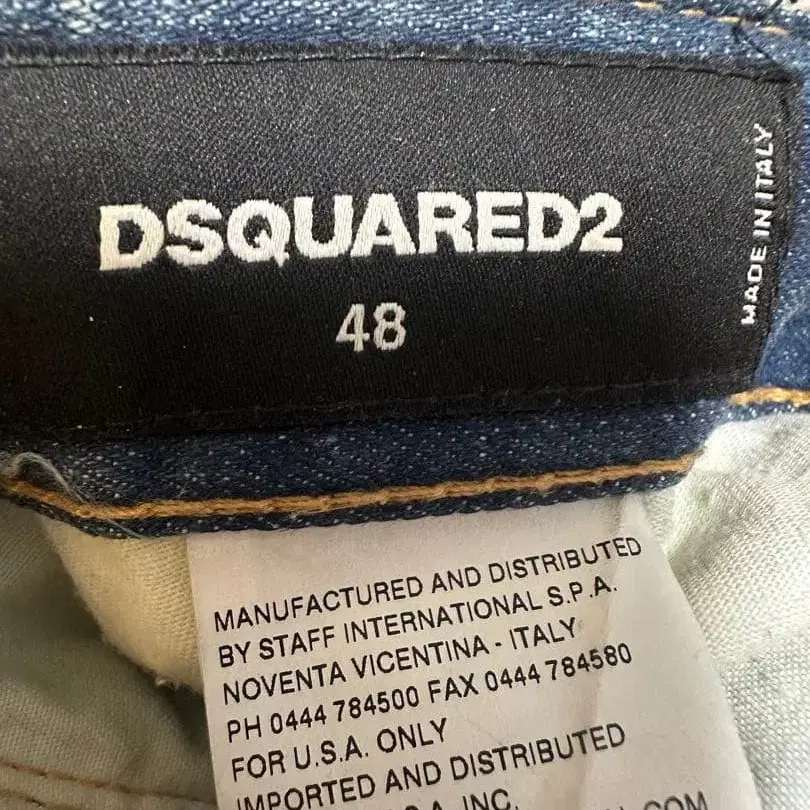 DSQUARED2
48
MADE IN ITALY
MANUFACTURED AND DISTRIBUTED
BY STAFF INTERNATIONAL S.P.A.
NOVENTA VICENTINA - ITALY
PH 0444 784500 FAX 0444 784580
FOR U.S.A. ONLY
IMPORTED AND DISTRIBUTED
INC.